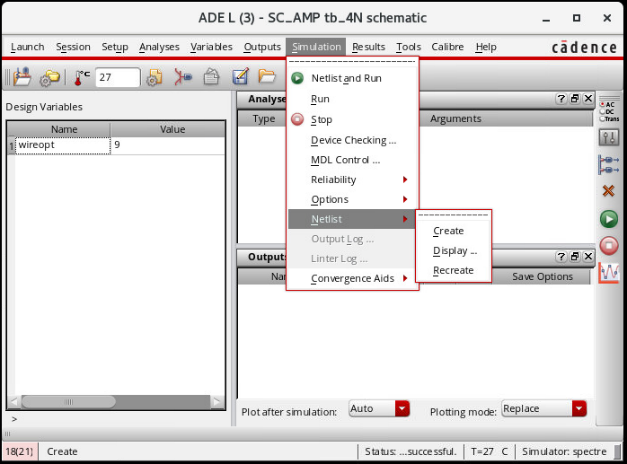 ADE L (3) - SC_AMP tb_4N schematic
Launch Session Setup Analyses Variables Outputs Simulation Results Tools Calibre Help cādence
°C 27
Design Variables
Name Value
1 wireopt 9
>
Netlist and Run
Run
Stop
Device Checking ...
MDL Control ...
Reliability
Options
Netlist
Output Log ...
Linter Log ...
Convergence Aids
Create
Display ...
Recreate
Analyse
Type Arguments
Outputs
Nar Save Options
AC
DC
Trans
Plot after simulation: Auto Plotting mode: Replace
18(21) Create Status: ...successful. T=27 C Simulator: spectre